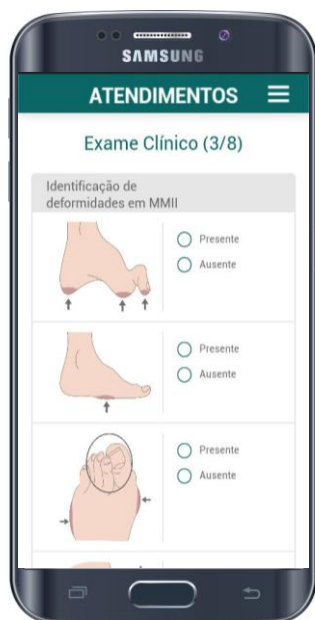 SAMSUNG
ATENDIMENTOS
Exame Clínico (3/8)
Identificação de
deformidades em MMII
Presente
Ausente
Presente
Ausente
Presente
Ausente